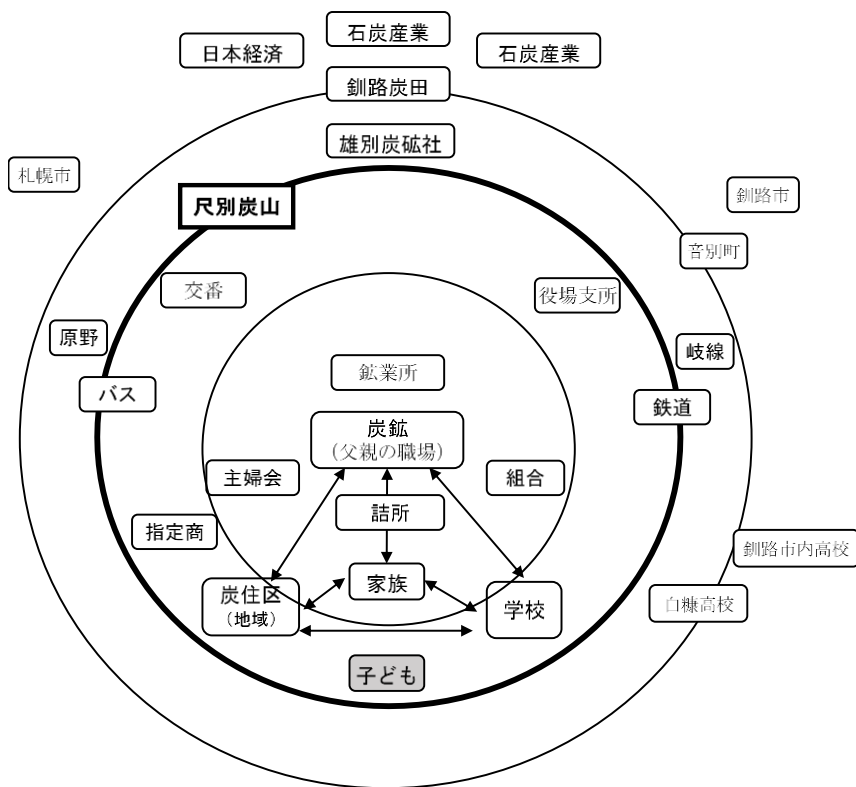 石炭産業
日本経済
石炭産業
釧路炭田
雄別炭砿社
札幌市
尺別炭山
釧路市
音別町
交番
役場支所
原野
岐線
鉱業所
バス
鉄道
炭鉱
（父親の職場）
主婦会
組合
詰所
指定商
釧路市内高校
家族
炭住区
（地域）
学校
白糠高校
子ども